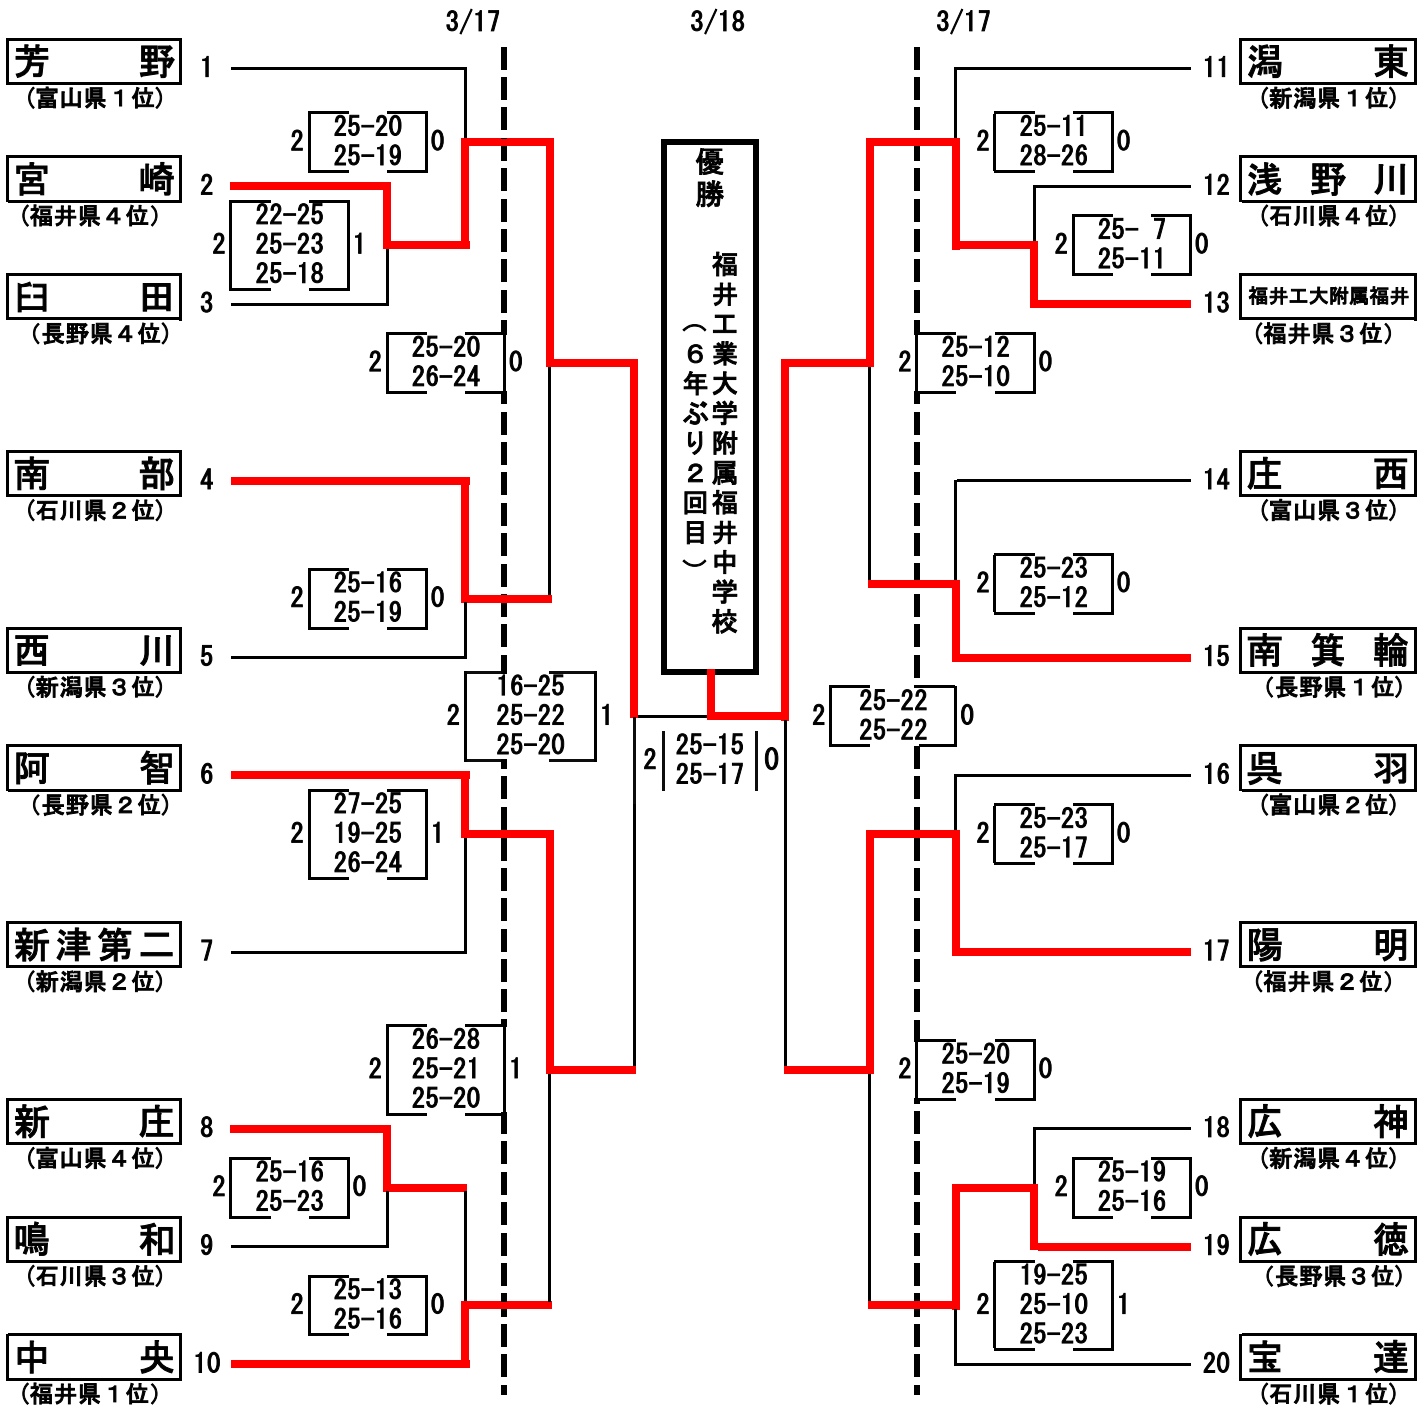 3/17
3/18
3/17
芳野 1
(富山県1位)
25-20
2 0
25-19
宮崎 2
(福井県4位)
22-25
2 25-23 1
25-18
臼田 3
(長野県4位)
25-20
2 0
26-24
南部 4
(石川県2位)
25-16
2 0
25-19
西川 5
(新潟県3位)
16-25
2 25-22 1
25-20
阿智 6
(長野県2位)
27-25
2 19-25 1
26-24
新津第二 7
(新潟県2位)
26-28
2 25-21 1
25-20
新庄 8
(富山県4位)
25-16
2 0
25-23
鳴和 9
(石川県3位)
25-13
2 0
25-16
中央 10
(福井県1位)
優勝
福井工業大学附属福井中学校
(6年ぶり2回目)
25-15
2 0
25-17
11 潟東
(新潟県1位)
25-11
2 0
28-26
12 浅野川
(石川県4位)
25- 7
2 0
25-11
13 福井工大附属福井
(福井県3位)
25-12
2 0
25-10
14 庄西
(富山県3位)
25-23
2 0
25-12
15 南箕輪
(長野県1位)
25-22
2 0
25-22
16 呉羽
(富山県2位)
25-23
2 0
25-17
17 陽明
(福井県2位)
25-20
2 0
25-19
18 広神
(新潟県4位)
25-19
2 0
25-16
19 広徳
(長野県3位)
19-25
2 25-10 1
25-23
20 宝達
(石川県1位)